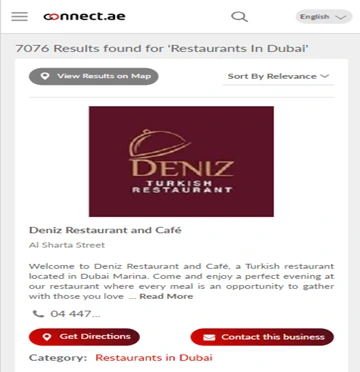 connect.ae
English
7076 Results found for 'Restaurants In Dubai'
View Results on Map
Sort By Relevance
DENIZ
TURKISH
RESTAURANT
Deniz Restaurant and Café
Al Sharta Street
Welcome to Deniz Restaurant and Café, a Turkish restaurant
located in Dubai Marina. Come and enjoy a perfect evening at
our restaurant where every meal is an opportunity to gather
with those you love ... Read More
04 447...
Get Directions
Contact this business
Category: Restaurants in Dubai